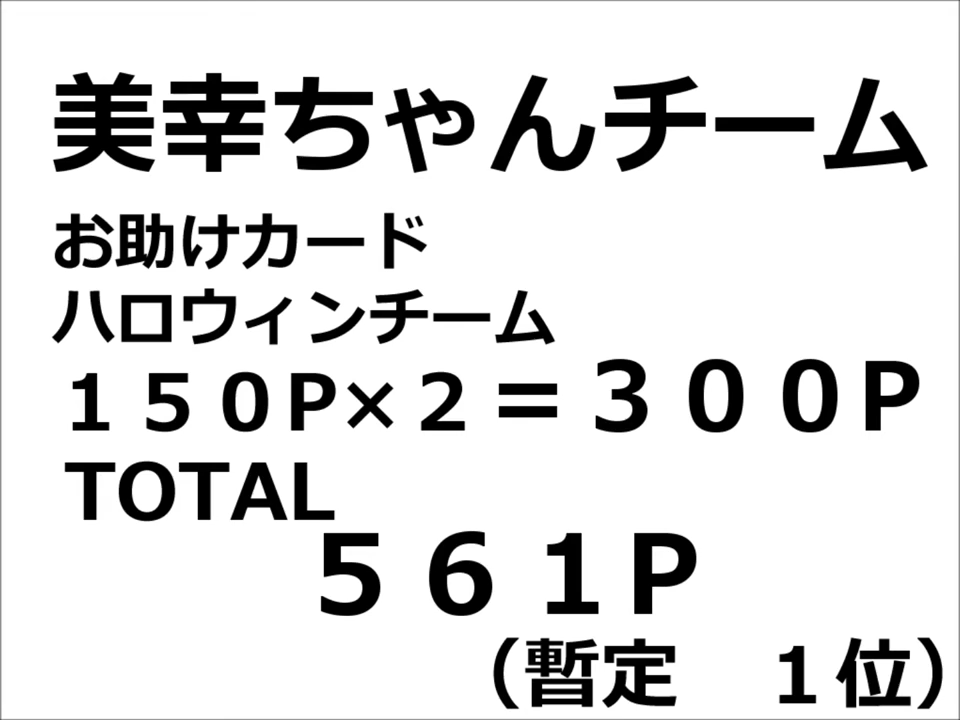 美幸ちゃんチーム
お助けカード
ハロウィンチーム
１５０P×２＝３００P
TOTAL
５６１P
（暫定　１位）